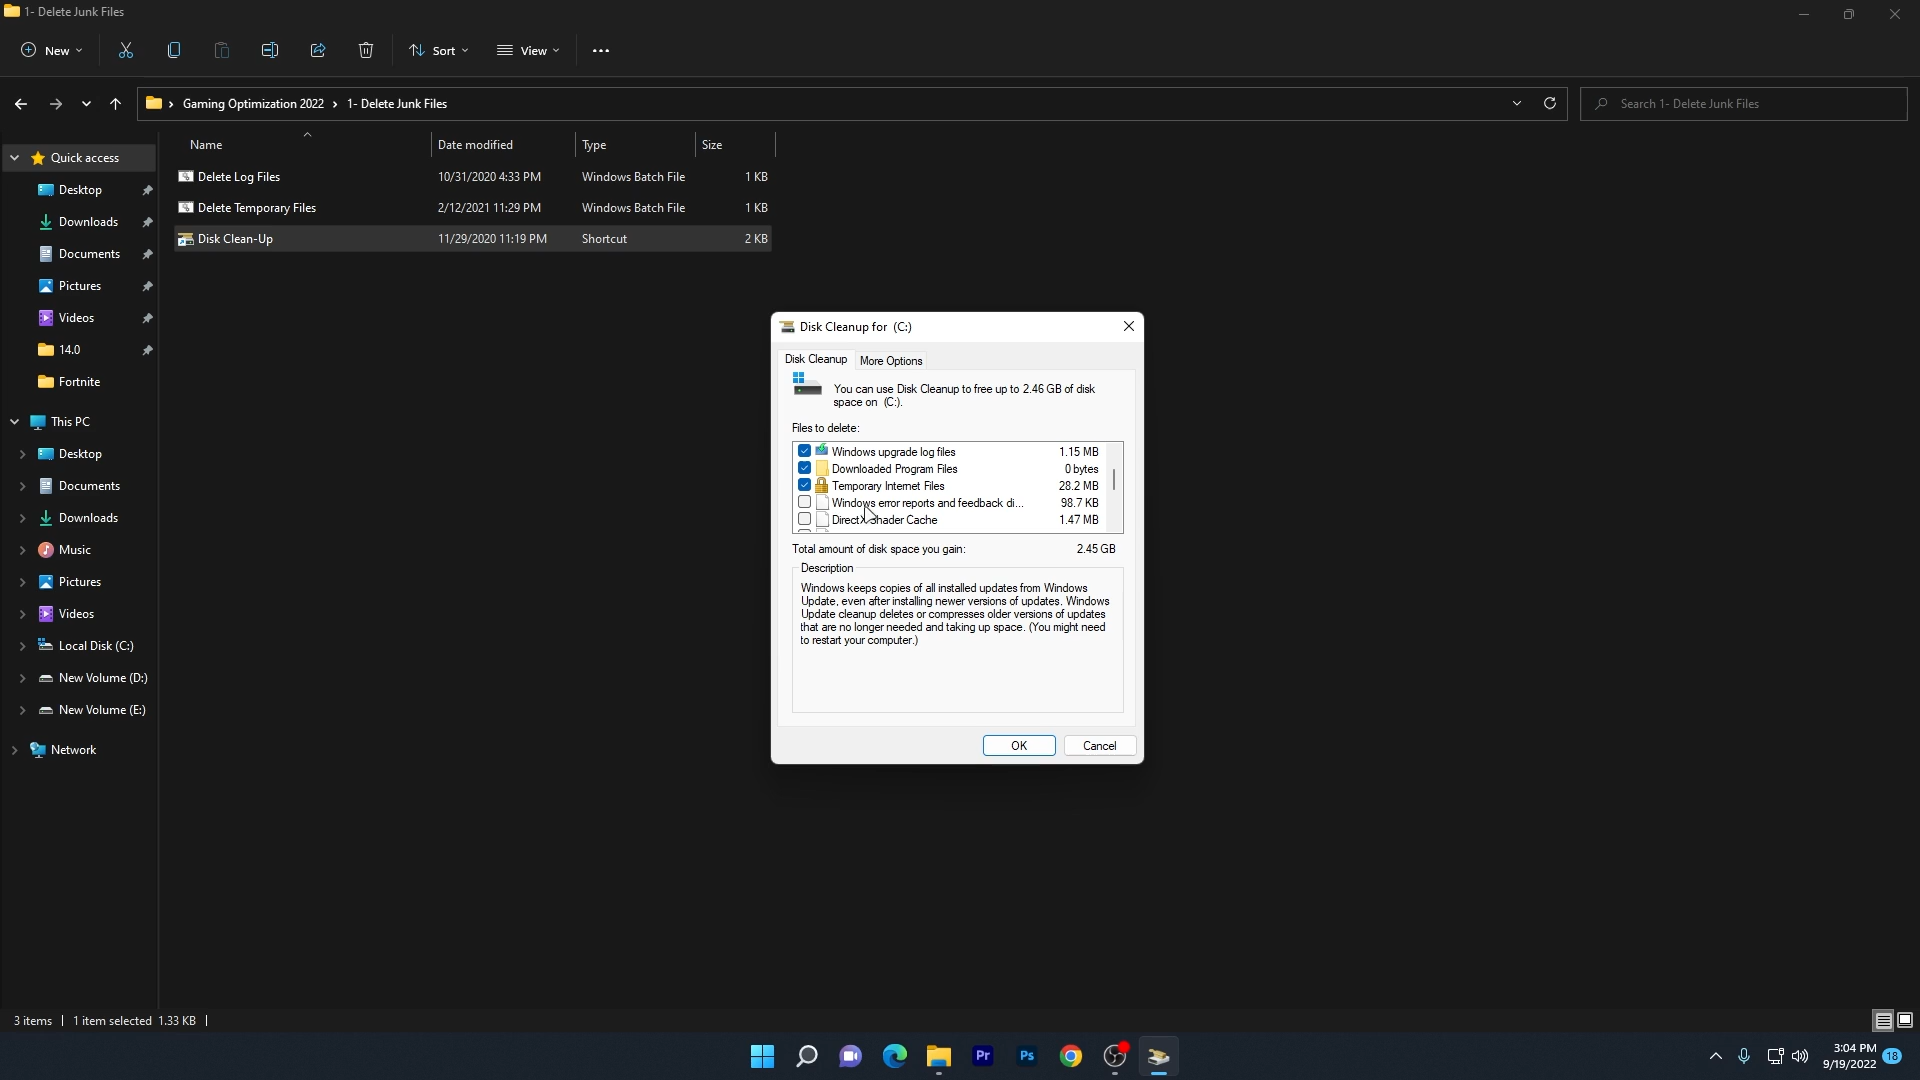 1- Delete Junk Files
New
Sort
View
Gaming Optimization 2022 › 1- Delete Junk Files
Search 1- Delete Junk Files
Name
Date modified
Type
Size
Delete Log Files
10/31/2020 4:33 PM
Windows Batch File
1 KB
Delete Temporary Files
2/12/2021 11:29 PM
Windows Batch File
1 KB
Disk Clean-Up
11/29/2020 11:19 PM
Shortcut
2 KB
Quick access
Desktop
Downloads
Documents
Pictures
Videos
14.0
Fortnite
This PC
Desktop
Documents
Downloads
Music
Pictures
Videos
Local Disk (C:)
New Volume (D:)
New Volume (E:)
Network
Disk Cleanup for (C:)
Disk Cleanup
More Options
You can use Disk Cleanup to free up to 2.46 GB of disk
space on (C:).
Files to delete:
Windows upgrade log files 1.15 MB
Downloaded Program Files 0 bytes
Temporary Internet Files 28.2 MB
Windows error reports and feedback di... 98.7 KB
DirectX Shader Cache 1.47 MB
Total amount of disk space you gain: 2.45 GB
Description
Windows keeps copies of all installed updates from Windows
Update, even after installing newer versions of updates. Windows
Update cleanup deletes or compresses older versions of updates
that are no longer needed and taking up space. (You might need
to restart your computer.)
OK
Cancel
3 items
1 item selected 1.33 KB
Pr
Ps
3:04 PM
9/19/2022
18